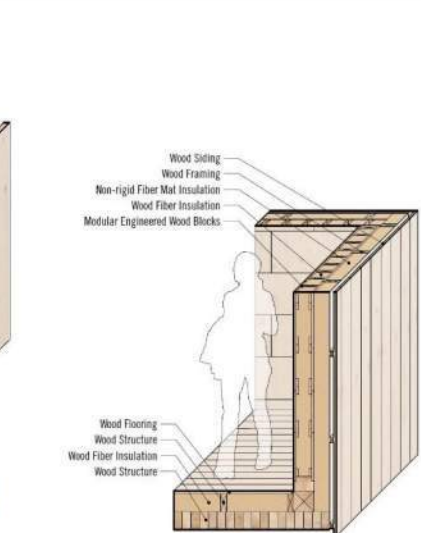 Wood Siding
Wood Framing
Non-rigid Fiber Mat Insulation
Wood Fiber Insulation
Modular Engineered Wood Blocks
Wood Flooring
Wood Structure
Wood Fiber Insulation
Wood Structure